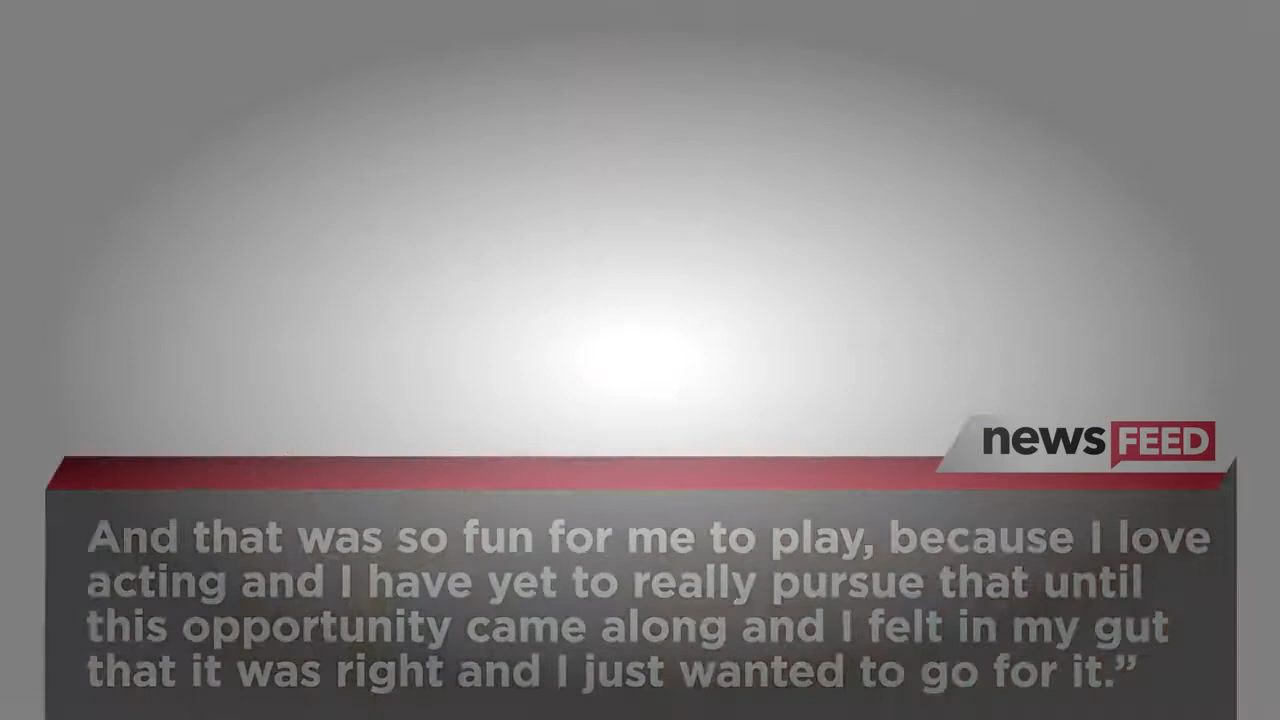 newsFEED
And that was so fun for me to play, because I love
acting and I have yet to really pursue that until
this opportunity came along and I felt in my gut
that it was right and I just wanted to go for it.”